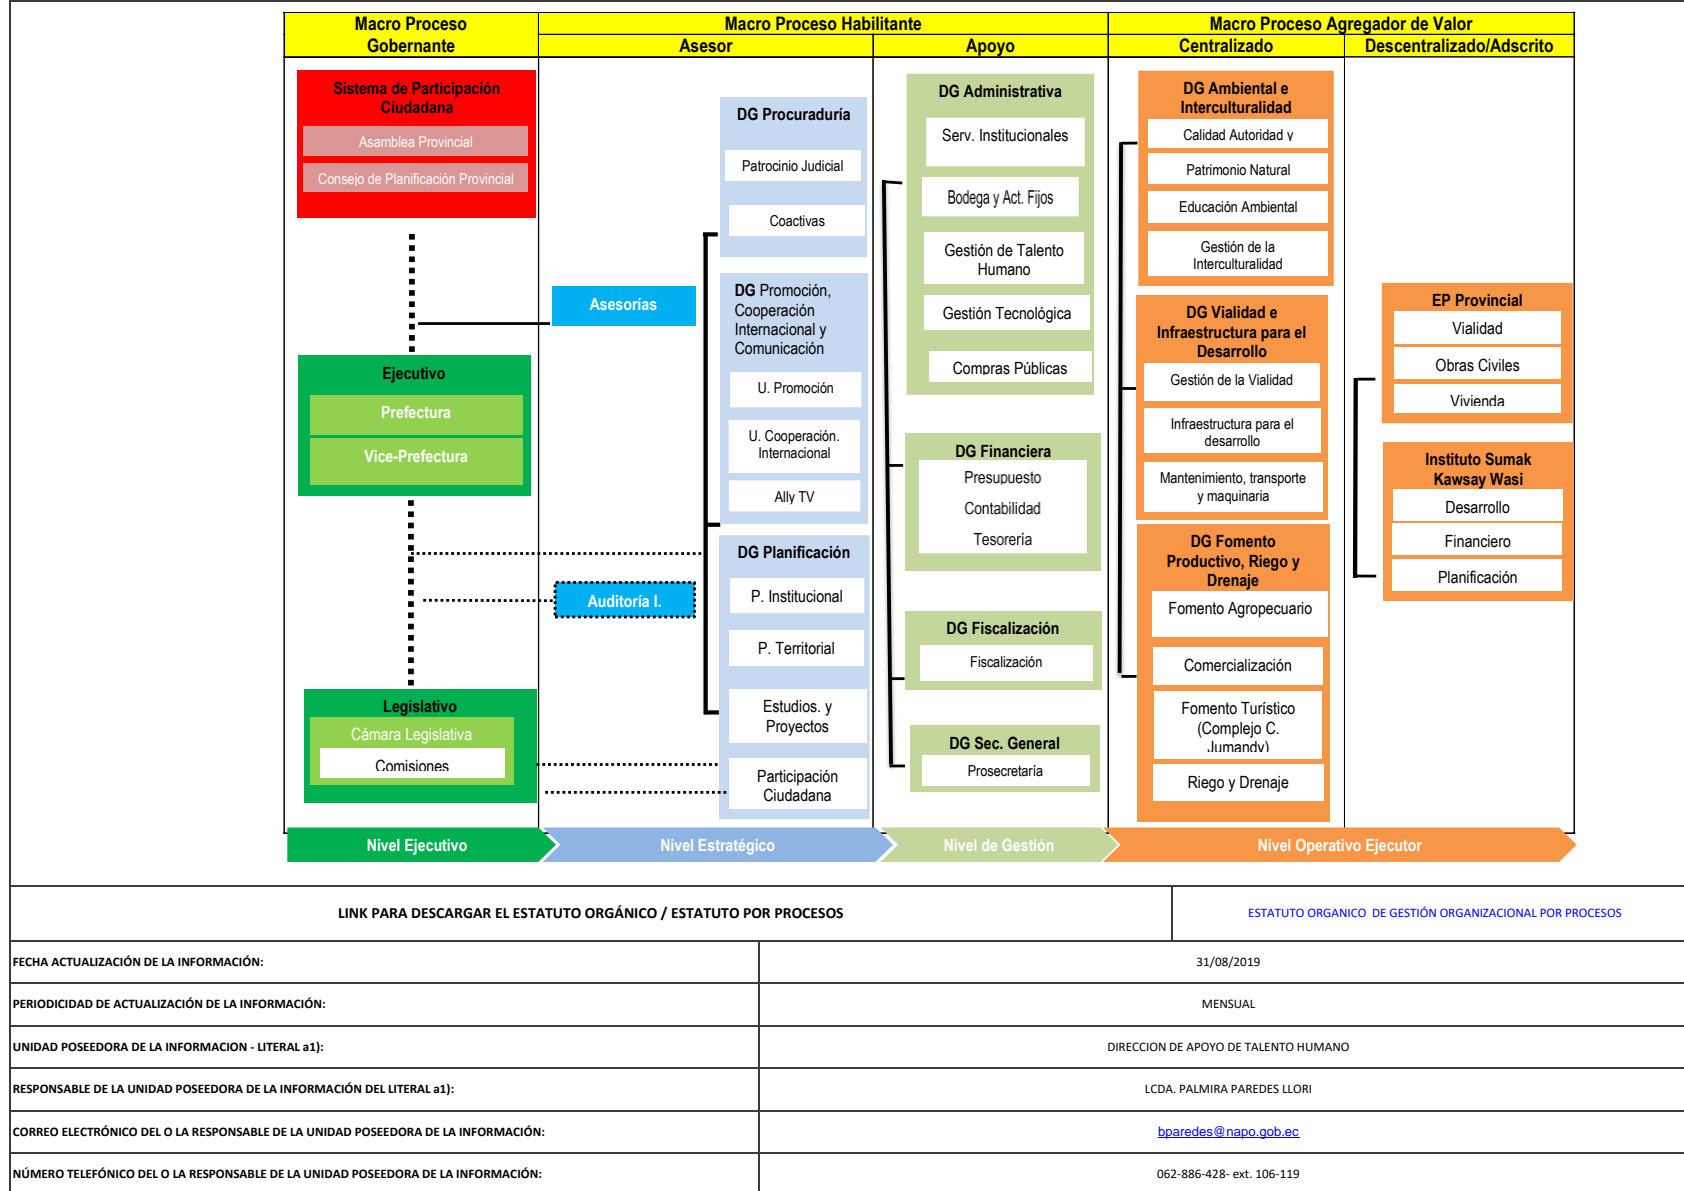 Macro Proceso
Gobernante
Macro Proceso Habilitante
Asesor
Apoyo
Macro Proceso Agregador de Valor
Centralizado
Descentralizado/Adscrito
Sistema de Participación
Ciudadana
Asamblea Provincial
Consejo de Planificación Provincial
Ejecutivo
Prefectura
Vice-Prefectura
Legislativo
Cámara Legislativa
Comisiones
Asesorías
Auditoría I.
DG Procuraduría
Patrocinio Judicial
Coactivas
DG Promoción,
Cooperación
Internacional y
Comunicación
U. Promoción
U. Cooperación.
Internacional
Ally TV
DG Planificación
P. Institucional
P. Territorial
Estudios. y
Proyectos
Participación
Ciudadana
DG Administrativa
Serv. Institucionales
Bodega y Act. Fijos
Gestión de Talento
Humano
Gestión Tecnológica
Compras Públicas
DG Financiera
Presupuesto
Contabilidad
Tesorería
DG Fiscalización
Fiscalización
DG Sec. General
Prosecretaría
DG Ambiental e
Interculturalidad
Calidad Autoridad y
Patrimonio Natural
Educación Ambiental
Gestión de la
Interculturalidad
DG Vialidad e
Infraestructura para el
Desarrollo
Gestión de la Vialidad
Infraestructura para el
desarrollo
Mantenimiento, transporte
y maquinaria
DG Fomento
Productivo, Riego y
Drenaje
Fomento Agropecuario
Comercialización
Fomento Turístico
(Complejo C.
Jumandy)
Riego y Drenaje
EP Provincial
Vialidad
Obras Civiles
Vivienda
Instituto Sumak
Kawsay Wasi
Desarrollo
Financiero
Planificación
Nivel Ejecutivo
Nivel Estratégico
Nivel de Gestión
Nivel Operativo Ejecutor
LINK PARA DESCARGAR EL ESTATUTO ORGÁNICO / ESTATUTO POR PROCESOS
ESTATUTO ORGANICO DE GESTIÓN ORGANIZACIONAL POR PROCESOS
FECHA ACTUALIZACIÓN DE LA INFORMACIÓN:
31/08/2019
PERIODICIDAD DE ACTUALIZACIÓN DE LA INFORMACIÓN:
MENSUAL
UNIDAD POSEEDORA DE LA INFORMACION - LITERAL a1):
DIRECCION DE APOYO DE TALENTO HUMANO
RESPONSABLE DE LA UNIDAD POSEEDORA DE LA INFORMACIÓN DEL LITERAL a1):
LCDA. PALMIRA PAREDES LLORI
CORREO ELECTRÓNICO DEL O LA RESPONSABLE DE LA UNIDAD POSEEDORA DE LA INFORMACIÓN:
bparedes@napo.gob.ec
NÚMERO TELEFÓNICO DEL O LA RESPONSABLE DE LA UNIDAD POSEEDORA DE LA INFORMACIÓN:
062-886-428- ext. 106-119